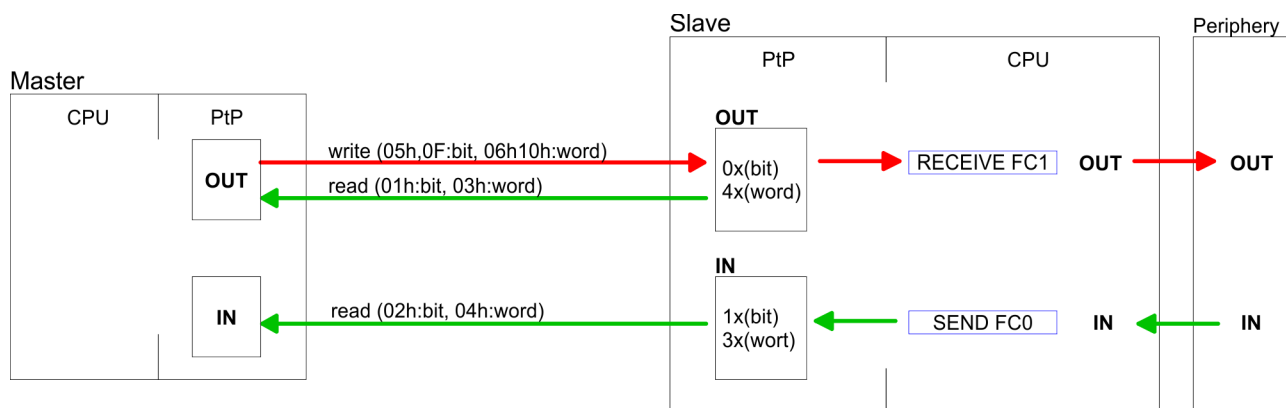 Slave
Periphery
PtP
CPU
Master
CPU
PtP
OUT
write (05h,0F:bit, 06h10h:word)
OUT
0x(bit)
RECEIVE FC1
OUT
OUT
read (01h:bit, 03h:word)
4x(word)
IN
read (02h:bit, 04h:word)
IN
1x(bit)
SEND FC0
IN
IN
3x(wort)